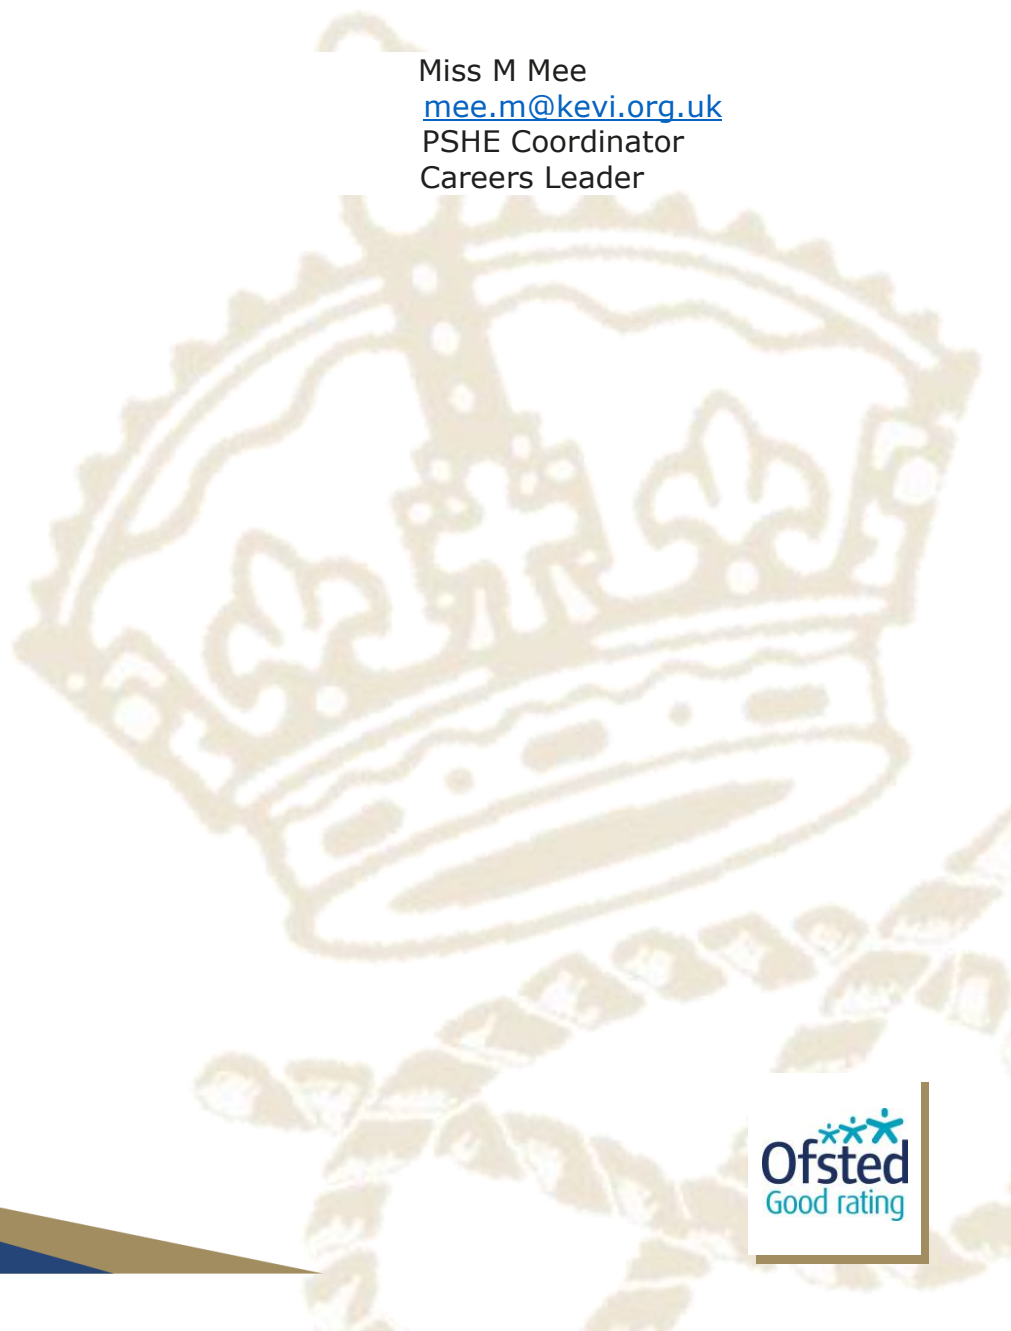 Miss M Mee
mee.m@kevi.org.uk
PSHE Coordinator
Careers Leader
Ofsted
Good rating